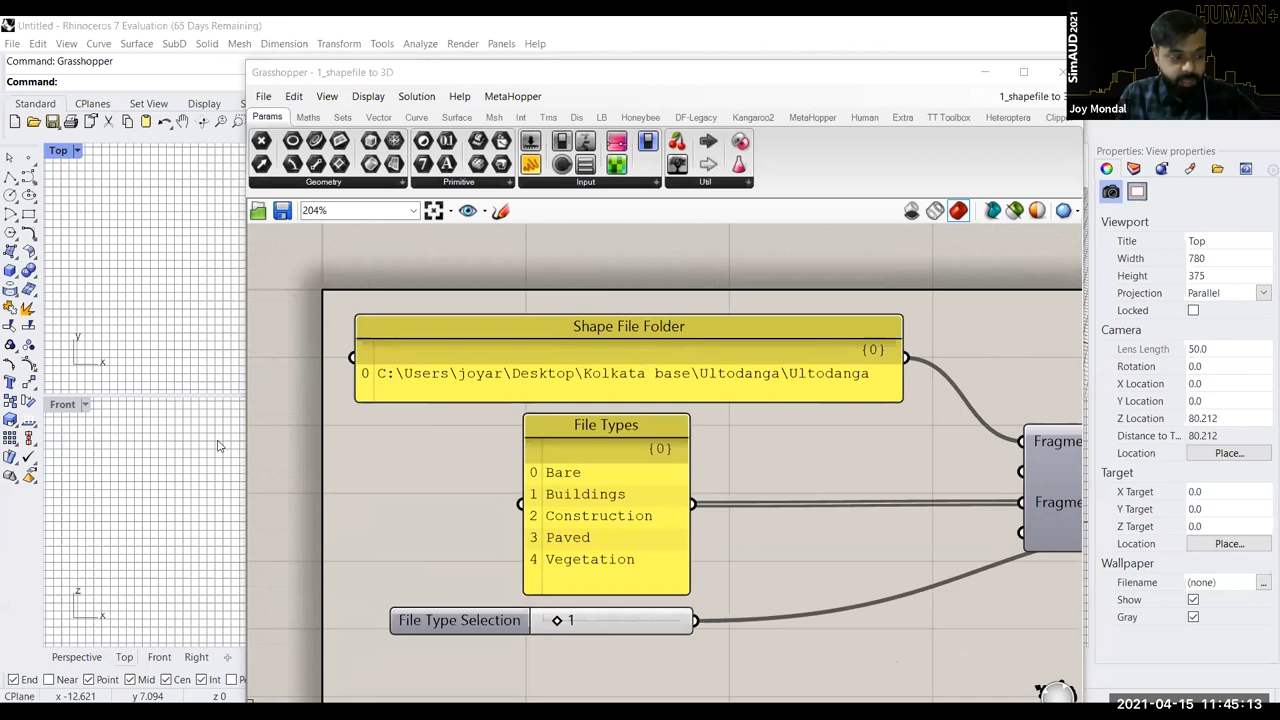 Untitled - Rhinoceros 7 Evaluation (65 Days Remaining)
File Edit View Curve Surface SubD Solid Mesh Dimension Transform Tools Analyze Render Panels Help
Command: Grasshopper
Command:
Standard CPlanes Set View Display
Top
Front
Perspective Top Front Right
End Near Point Mid Cen Int
CPlane x -12.621 y 7.094 z 0
Grasshopper - 1_shapefile to 3D
File Edit View Display Solution Help MetaHopper
1_shapefile to
Params Maths Sets Vector Curve Surface Msh Int Trns Dis LB Honeybee DF-Legacy MetaHopper Human Kangaroo2 Extra TT Toolbox Heteroptera
Geometry Primitive Input Util
204%
Shape File Folder
{0}
0 C:\Users\joyar\Desktop\Kolkata base\Ultodanga\Ultodanga
File Types
{0}
0 Bare
1 Buildings
2 Construction
3 Paved
4 Vegetation
File Type Selection 1
Fragme
Fragme
SimAUD2021
HUMAN+
Joy Mondal
Properties: View properties
Viewport
Title Top
Width 780
Height 375
Projection Parallel
Locked
Camera
Lens Length 50.0
Rotation 0.0
X Location 0.0
Y Location 0.0
Z Location 80.212
Distance to T... 80.212
Location Place...
Target
X Target 0.0
Y Target 0.0
Z Target 0.0
Location Place...
Wallpaper
Filename (none) ...
Show
Gray
2021-04-15 11:45:13